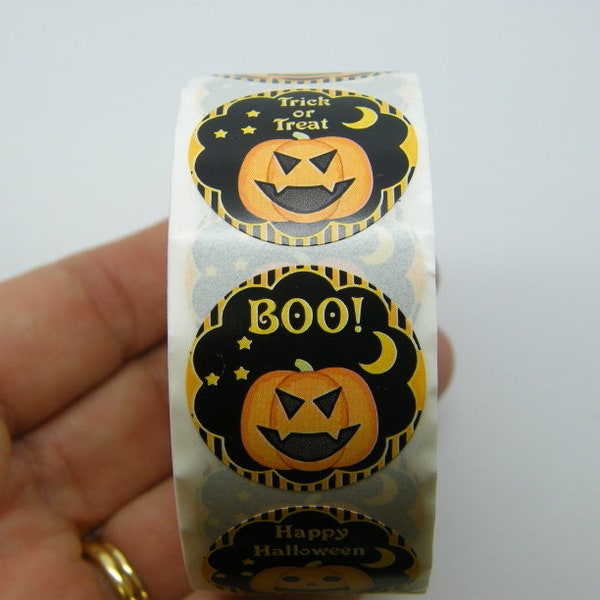 Trick
or
Treat
BOO!
Happy
Halloween